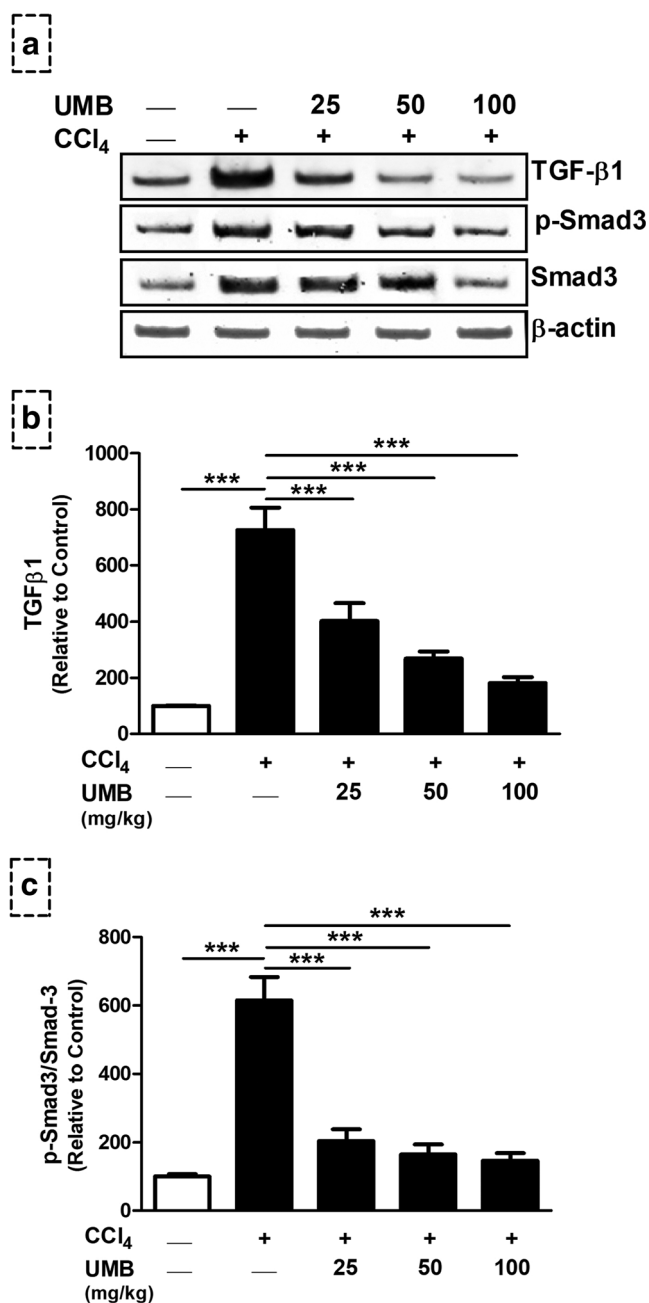 a
UMB — — 25 50 100
CCl₄ — + + + +
TGF-β1
p-Smad3
Smad3
β-actin
b
TGFβ1
(Relative to Control)
1000
800
600
400
200
0
***
***
***
***
CCl₄ — + + + +
UMB — — 25 50 100
(mg/kg)
c
p-Smad3/Smad-3
(Relative to Control)
800
600
400
200
0
***
***
***
***
CCl₄ — + + + +
UMB — — 25 50 100
(mg/kg)